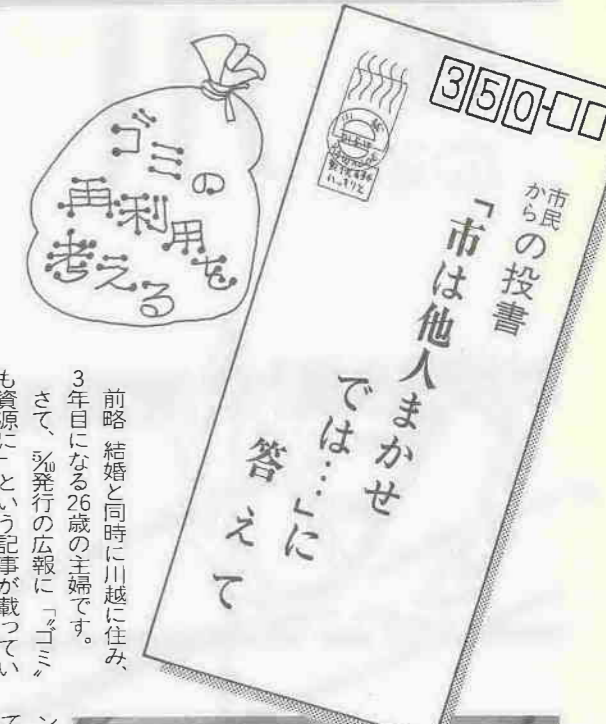 ゴミの
再利用を
考える
350-
市民
からの投書
「市は他人まかせ
では…」に
答えて
前略 結婚と同時に川越に住み、
3年目になる26歳の主婦です。
さて、5/10発行の広報に「〝ゴミ〟
も資源に」という記事が載ってい